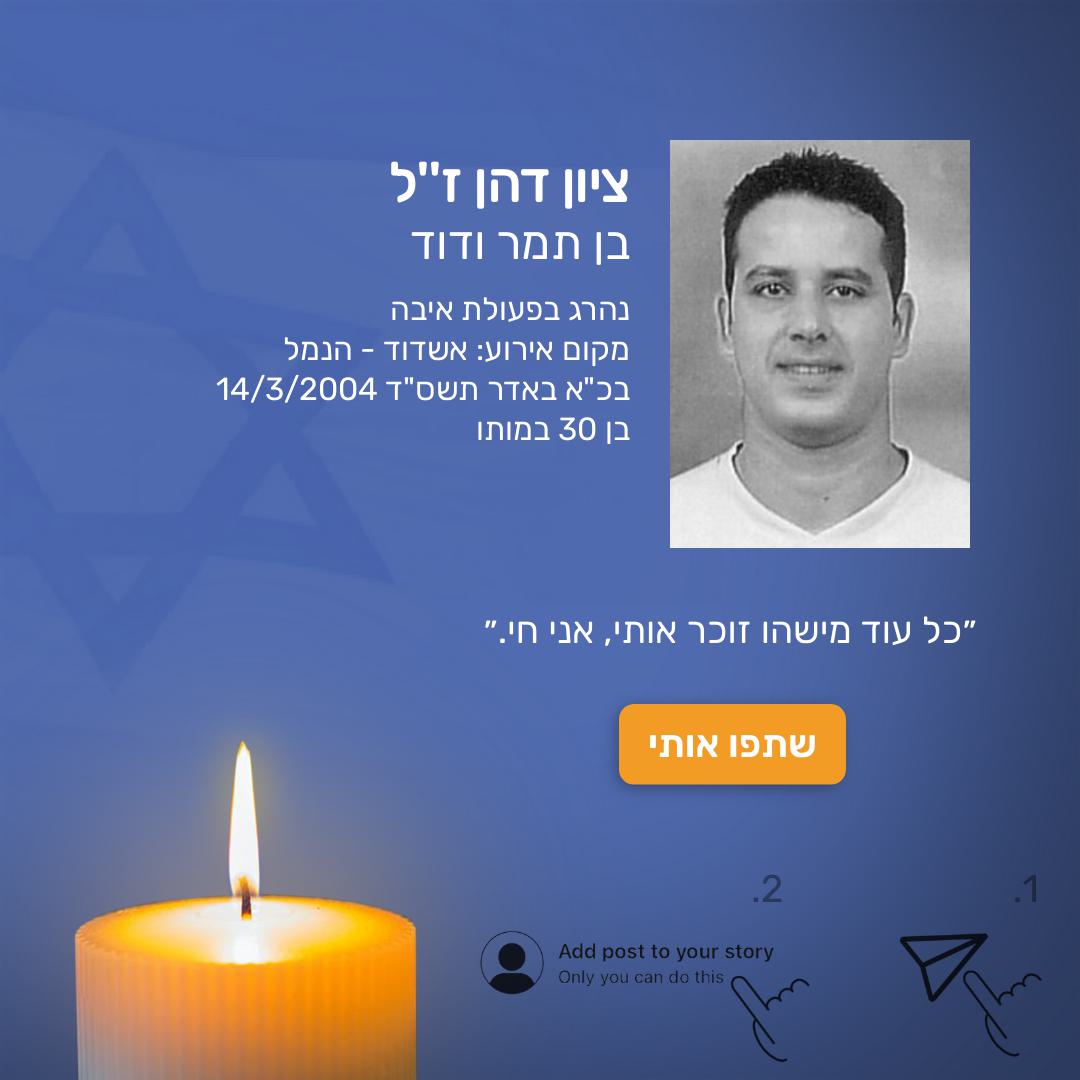 ציון דהן ז"ל
בן תמר ודוד
נהרג בפעולת איבה
מקום אירוע: אשדוד - הנמל
בכ"א באדר תשס"ד 14/3/2004
בן 30 במותו
״כל עוד מישהו זוכר אותי, אני חי.״
שתפו אותי
1.
2.
Add post to your story
Only you can do this